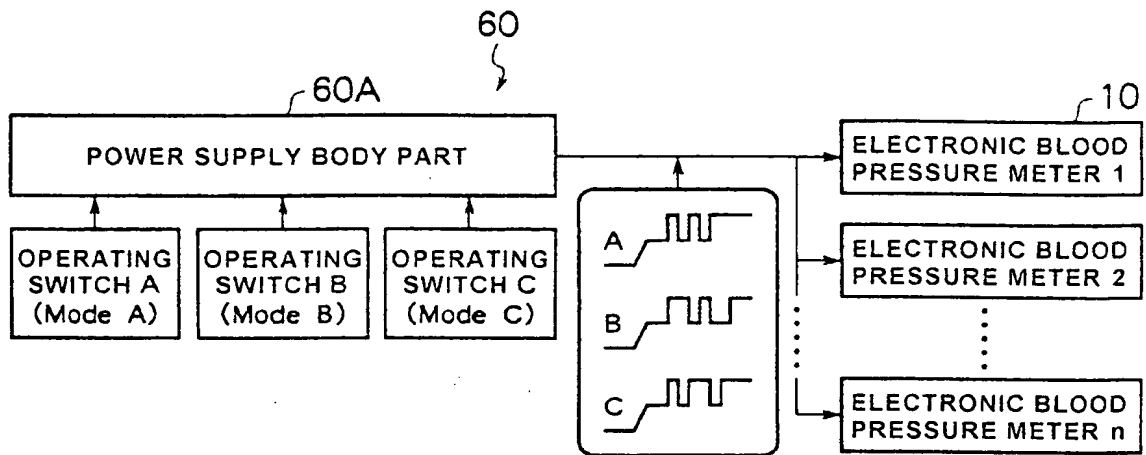 60
60A
10
POWER SUPPLY BODY PART
ELECTRONIC BLOOD
PRESSURE METER 1
OPERATING
SWITCH A
(Mode A)
OPERATING
SWITCH B
(Mode B)
OPERATING
SWITCH C
(Mode C)
A
B
C
ELECTRONIC BLOOD
PRESSURE METER 2
ELECTRONIC BLOOD
PRESSURE METER n